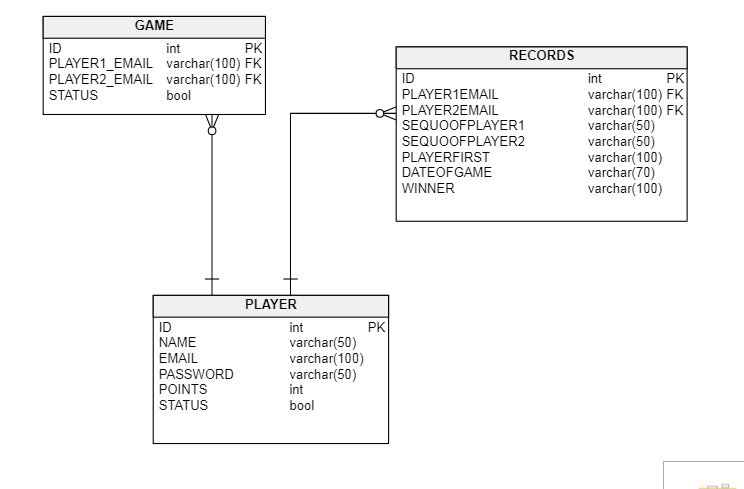 GAME
ID int PK
PLAYER1_EMAIL varchar(100) FK
PLAYER2_EMAIL varchar(100) FK
STATUS bool
RECORDS
ID int PK
PLAYER1EMAIL varchar(100) FK
PLAYER2EMAIL varchar(100) FK
SEQUOOFPLAYER1 varchar(50)
SEQUOOFPLAYER2 varchar(50)
PLAYERFIRST varchar(100)
DATEOFGAME varchar(70)
WINNER varchar(100)
PLAYER
ID int PK
NAME varchar(50)
EMAIL varchar(100)
PASSWORD varchar(50)
POINTS int
STATUS bool